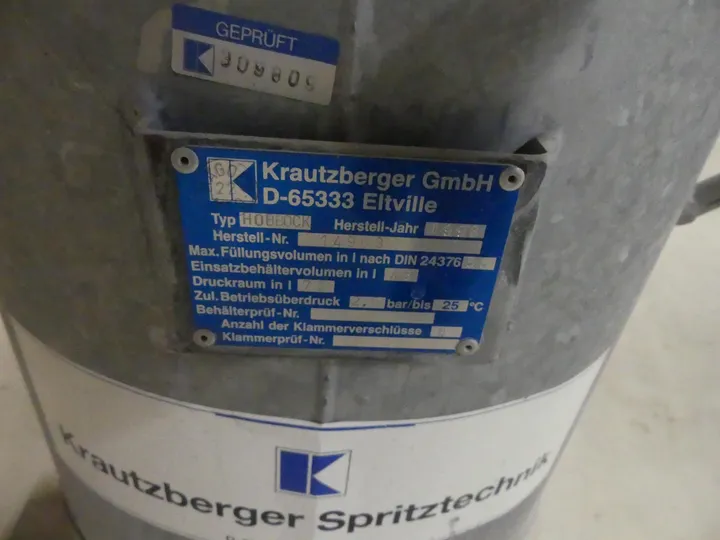 GEPRÜFT
Krautzberger GmbH
D-65333 Eltville
Typ HOBBOCK Herstell-Jahr
Herstell-Nr.
Max. Füllungsvolumen in l nach DIN 24376
Einsatzbehältervolumen in l
Druckraum in l
Zul. Betriebsüberdruck bar/bis 25 °C
Behälterprüf-Nr.
Anzahl der Klammerverschlüsse
Klammerprüf-Nr.
Krautzberger Spritztechnik